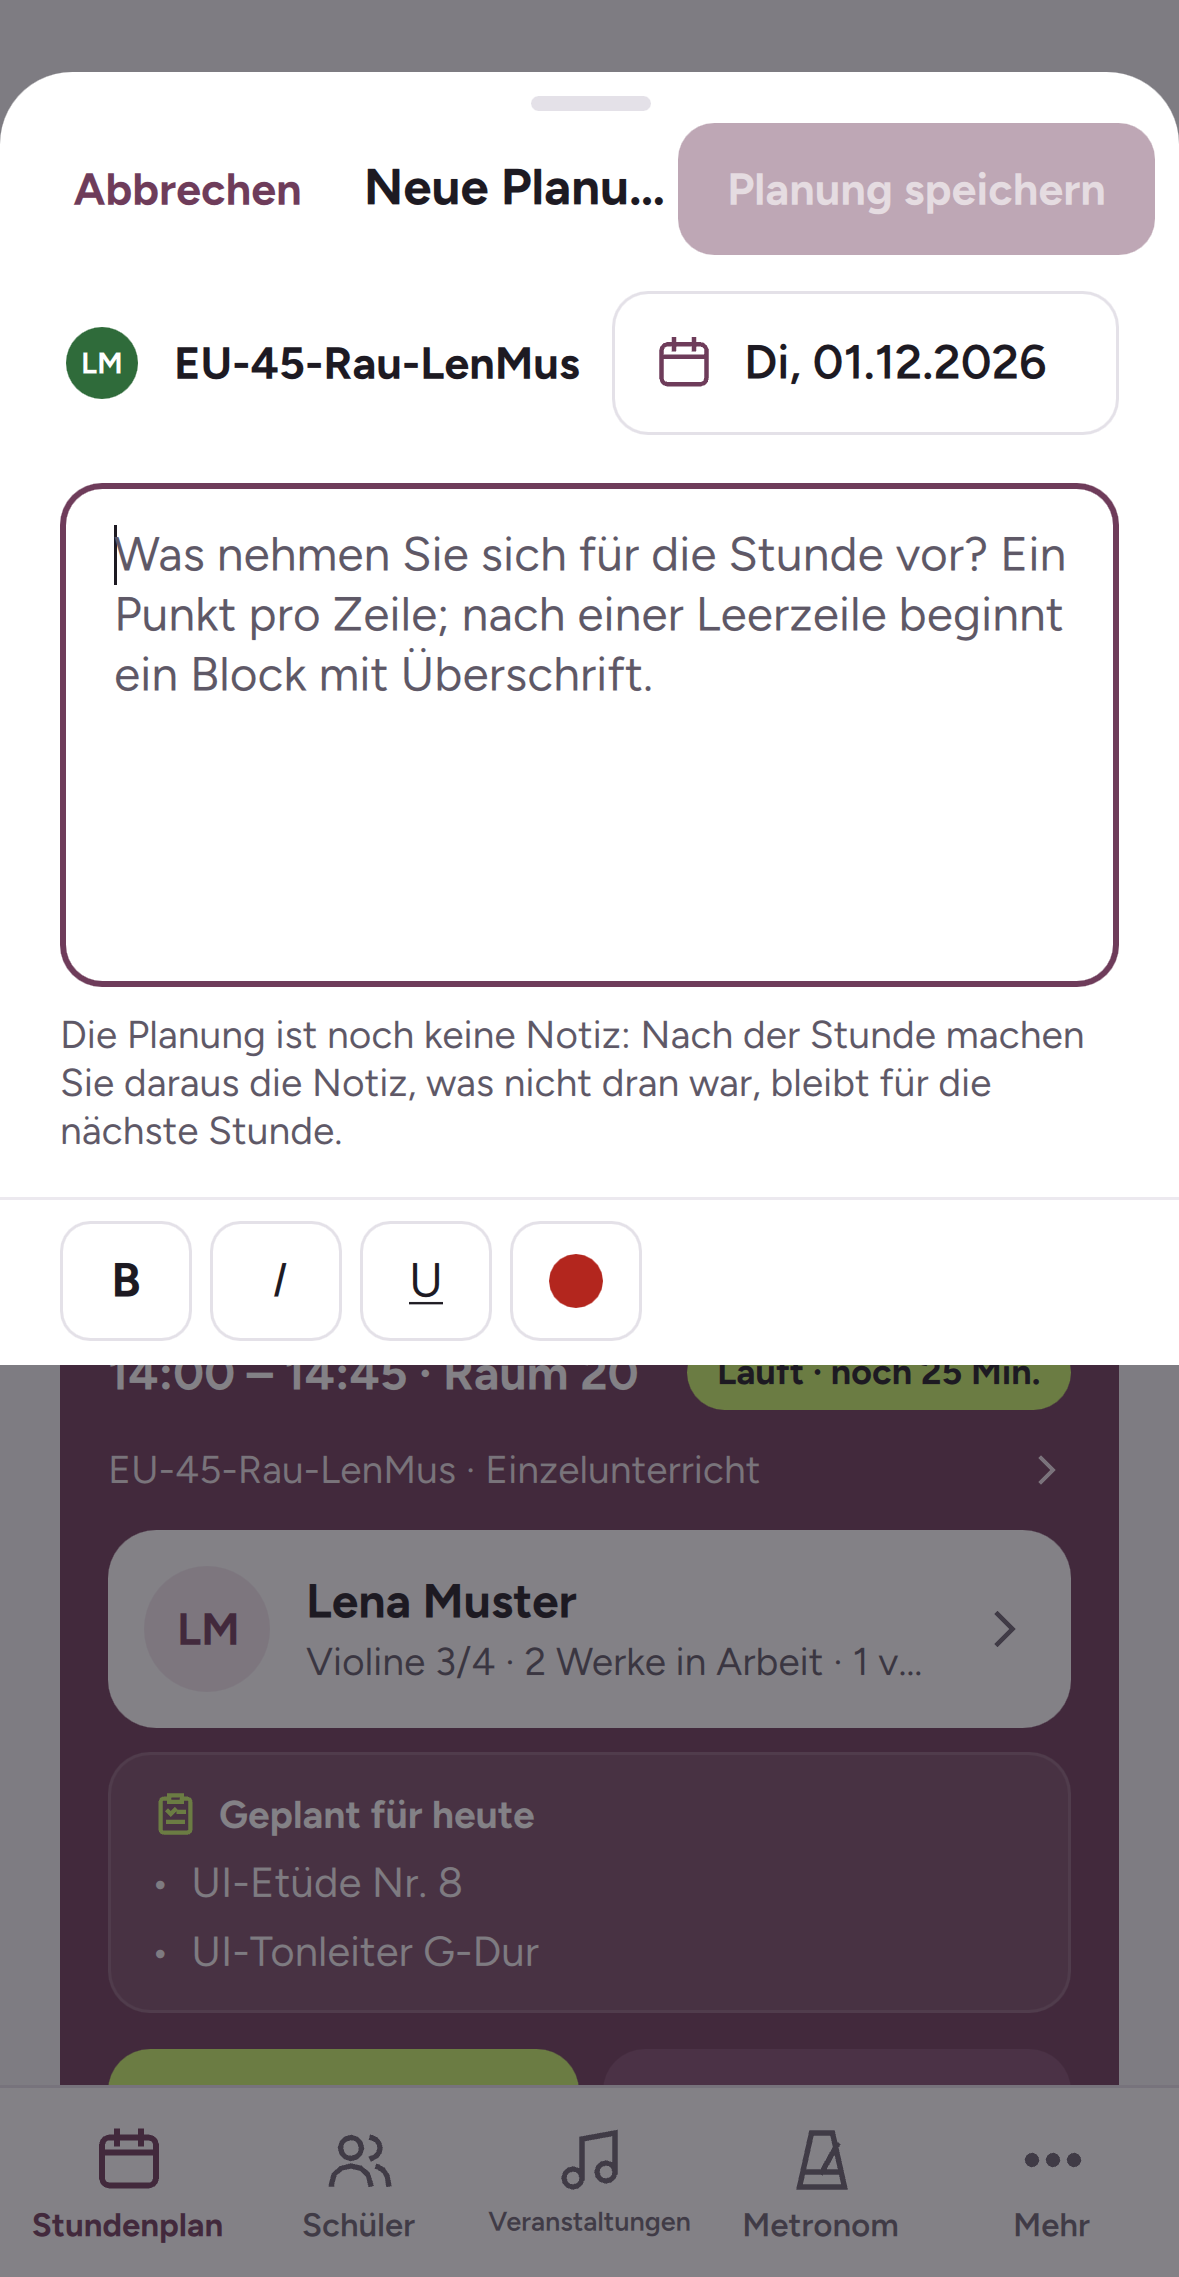 Abbrechen
Neue Planu...
Planung speichern
LM
EU-45-Rau-LenMus
Di, 01.12.2026
Was nehmen Sie sich für die Stunde vor? Ein
Punkt pro Zeile; nach einer Leerzeile beginnt
ein Block mit Überschrift.
Die Planung ist noch keine Notiz: Nach der Stunde machen
Sie daraus die Notiz, was nicht dran war, bleibt für die
nächste Stunde.
B
I
U
14:00 – 14:45 · Raum 20
Läuft · noch 25 Min.
EU-45-Rau-LenMus · Einzelunterricht
LM
Lena Muster
Violine 3/4 · 2 Werke in Arbeit · 1 v...
Geplant für heute
• UI-Etüde Nr. 8
• UI-Tonleiter G-Dur
Stundenplan
Schüler
Veranstaltungen
Metronom
Mehr